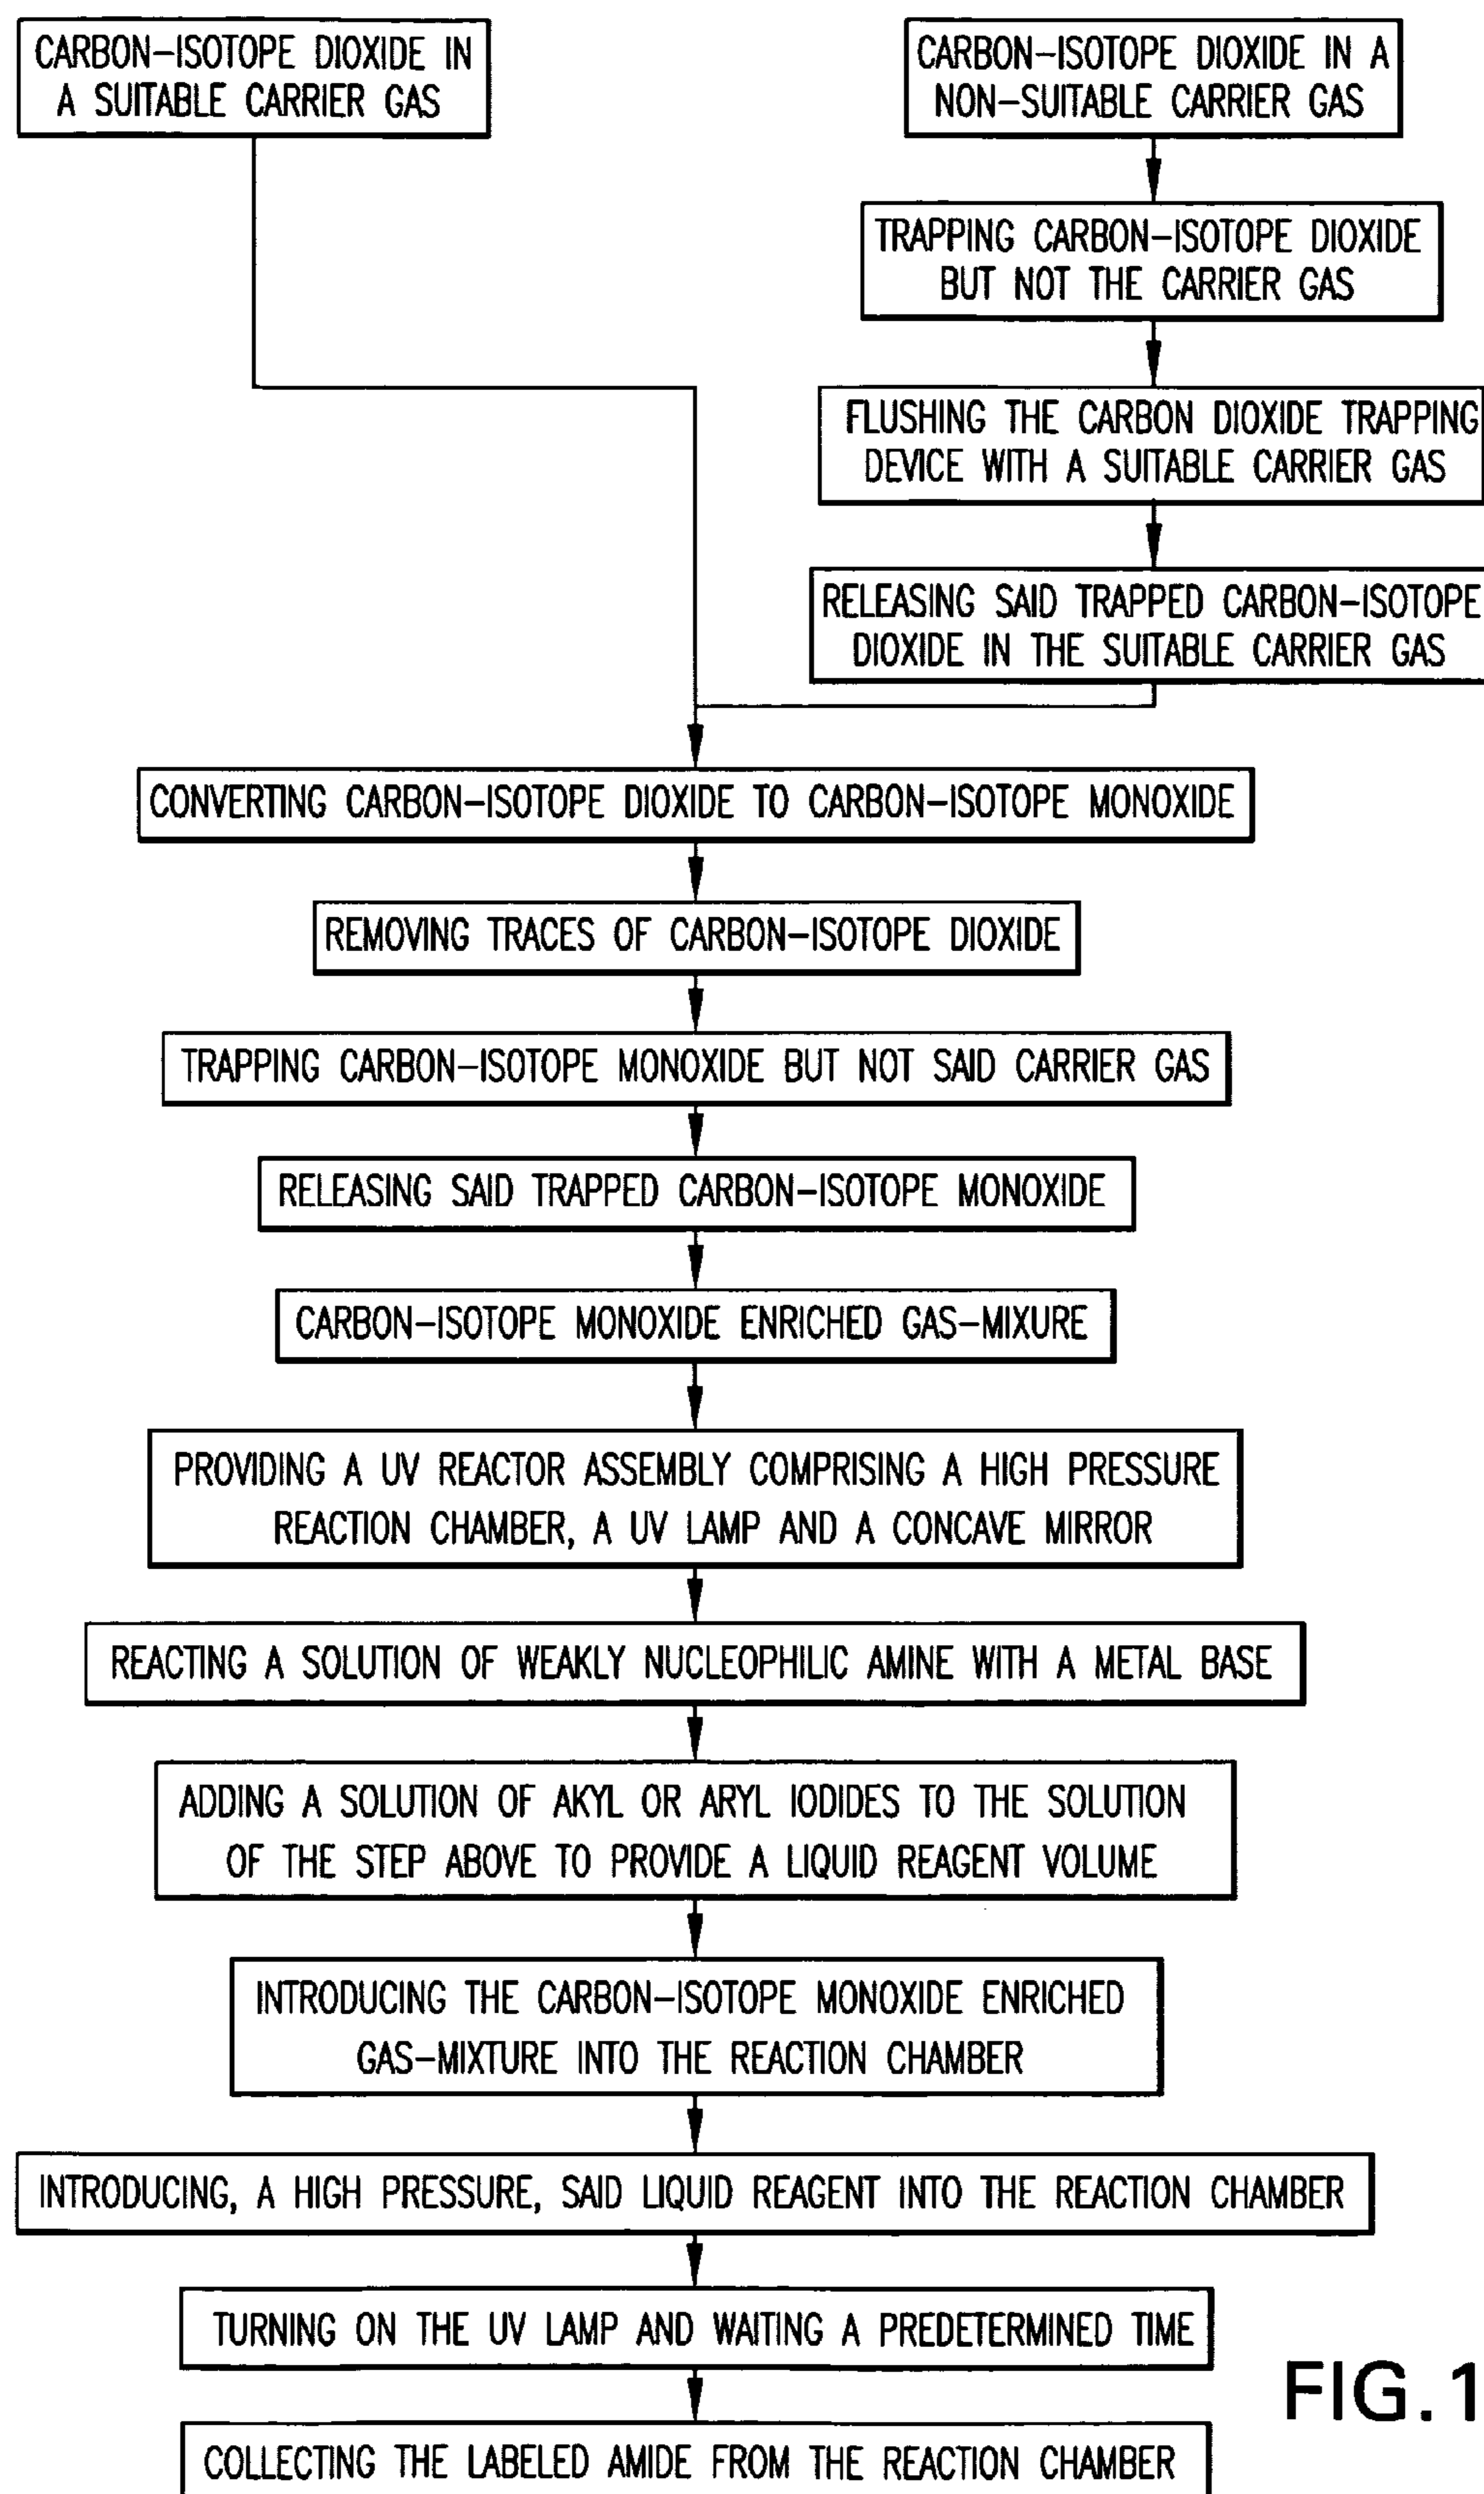 CARBON-ISOTOPE DIOXIDE IN
A SUITABLE CARRIER GAS
CARBON-ISOTOPE DIOXIDE IN A
NON-SUITABLE CARRIER GAS
TRAPPING CARBON-ISOTOPE DIOXIDE
BUT NOT THE CARRIER GAS
FLUSHING THE CARBON DIOXIDE TRAPPING
DEVICE WITH A SUITABLE CARRIER GAS
RELEASING SAID TRAPPED CARBON-ISOTOPE
DIOXIDE IN THE SUITABLE CARRIER GAS
CONVERTING CARBON-ISOTOPE DIOXIDE TO CARBON-ISOTOPE MONOXIDE
REMOVING TRACES OF CARBON-ISOTOPE DIOXIDE
TRAPPING CARBON-ISOTOPE MONOXIDE BUT NOT SAID CARRIER GAS
RELEASING SAID TRAPPED CARBON-ISOTOPE MONOXIDE
CARBON-ISOTOPE MONOXIDE ENRICHED GAS-MIXURE
PROVIDING A UV REACTOR ASSEMBLY COMPRISING A HIGH PRESSURE
REACTION CHAMBER, A UV LAMP AND A CONCAVE MIRROR
REACTING A SOLUTION OF WEAKLY NUCLEOPHILIC AMINE WITH A METAL BASE
ADDING A SOLUTION OF AKYL OR ARYL IODIDES TO THE SOLUTION
OF THE STEP ABOVE TO PROVIDE A LIQUID REAGENT VOLUME
INTRODUCING THE CARBON-ISOTOPE MONOXIDE ENRICHED
GAS-MIXTURE INTO THE REACTION CHAMBER
INTRODUCING, A HIGH PRESSURE, SAID LIQUID REAGENT INTO THE REACTION CHAMBER
TURNING ON THE UV LAMP AND WAITING A PREDETERMINED TIME
COLLECTING THE LABELED AMIDE FROM THE REACTION CHAMBER
FIG.1